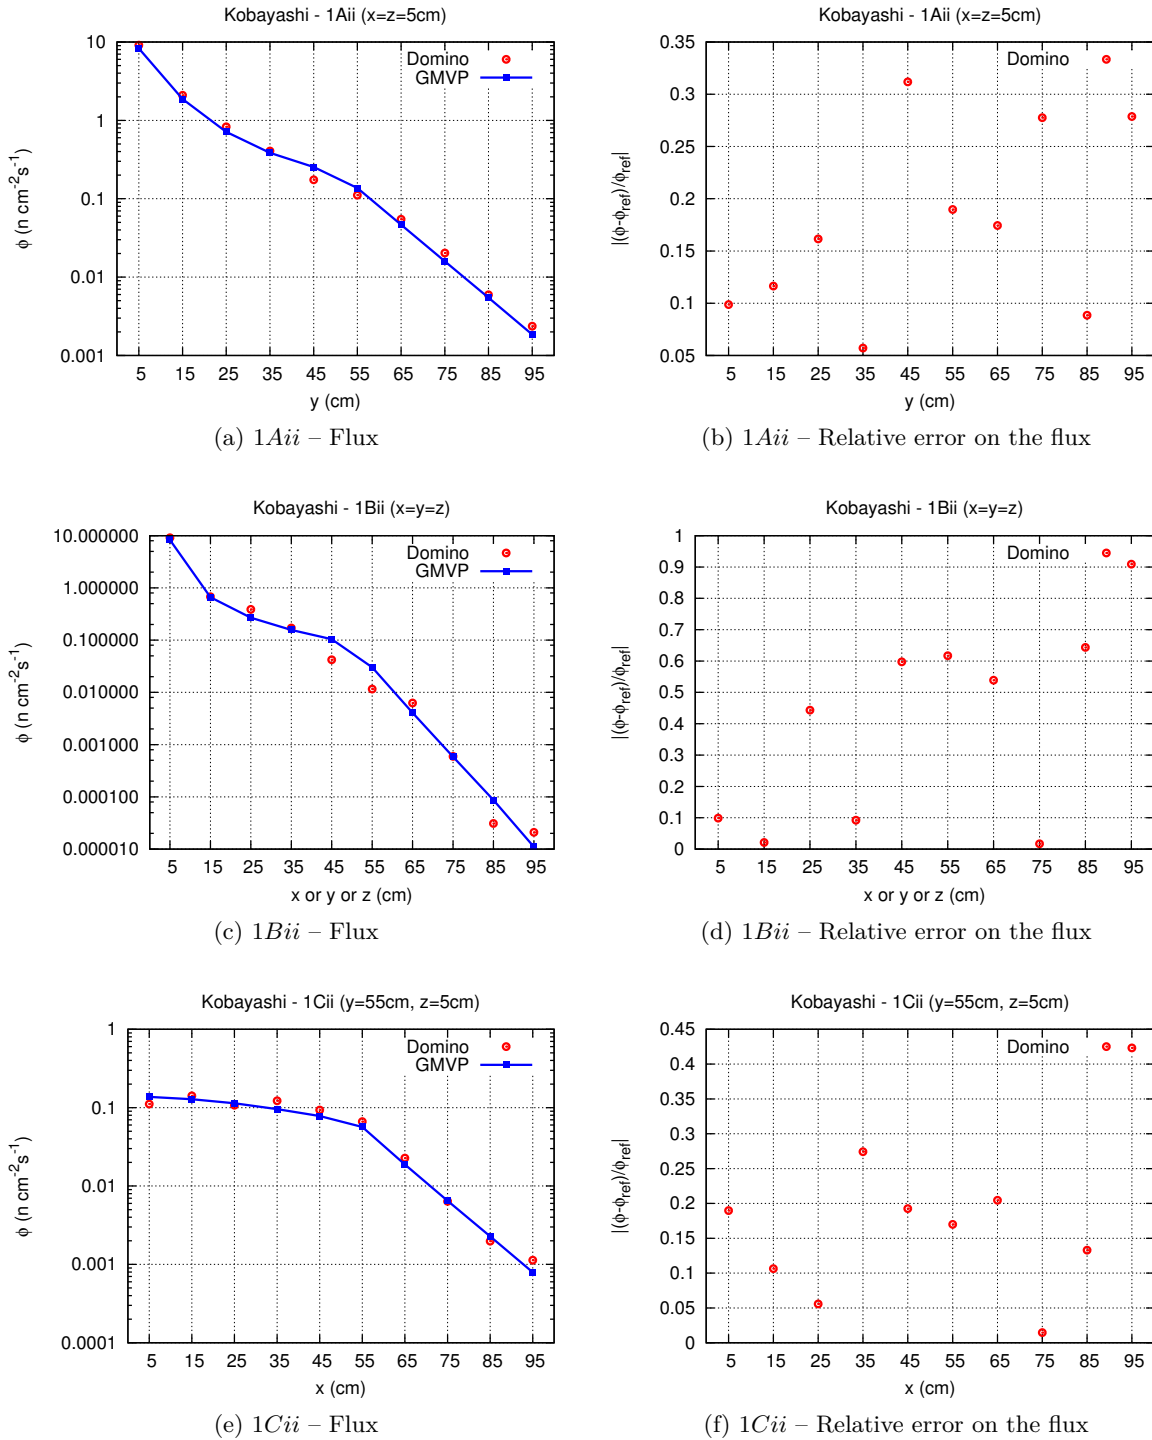 Kobayashi - 1Aii (x=z=5cm)
Domino
GMVP
10
1
0.1
0.01
0.001
ϕ (n cm-2s-1)
5 15 25 35 45 55 65 75 85 95
y (cm)
(a) 1Aii – Flux
Kobayashi - 1Aii (x=z=5cm)
Domino
0.35
0.3
0.25
0.2
0.15
0.1
0.05
|(ϕ-ϕref)/ϕref|
5 15 25 35 45 55 65 75 85 95
y (cm)
(b) 1Aii – Relative error on the flux
Kobayashi - 1Bii (x=y=z)
Domino
GMVP
10.000000
1.000000
0.100000
0.010000
0.001000
0.000100
0.000010
ϕ (n cm-2s-1)
5 15 25 35 45 55 65 75 85 95
x or y or z (cm)
(c) 1Bii – Flux
Kobayashi - 1Bii (x=y=z)
Domino
1
0.9
0.8
0.7
0.6
0.5
0.4
0.3
0.2
0.1
0
|(ϕ-ϕref)/ϕref|
5 15 25 35 45 55 65 75 85 95
x or y or z (cm)
(d) 1Bii – Relative error on the flux
Kobayashi - 1Cii (y=55cm, z=5cm)
Domino
GMVP
1
0.1
0.01
0.001
0.0001
ϕ (n cm-2s-1)
5 15 25 35 45 55 65 75 85 95
x (cm)
(e) 1Cii – Flux
Kobayashi - 1Cii (y=55cm, z=5cm)
Domino
0.45
0.4
0.35
0.3
0.25
0.2
0.15
0.1
0.05
0
|(ϕ-ϕref)/ϕref|
5 15 25 35 45 55 65 75 85 95
x (cm)
(f) 1Cii – Relative error on the flux